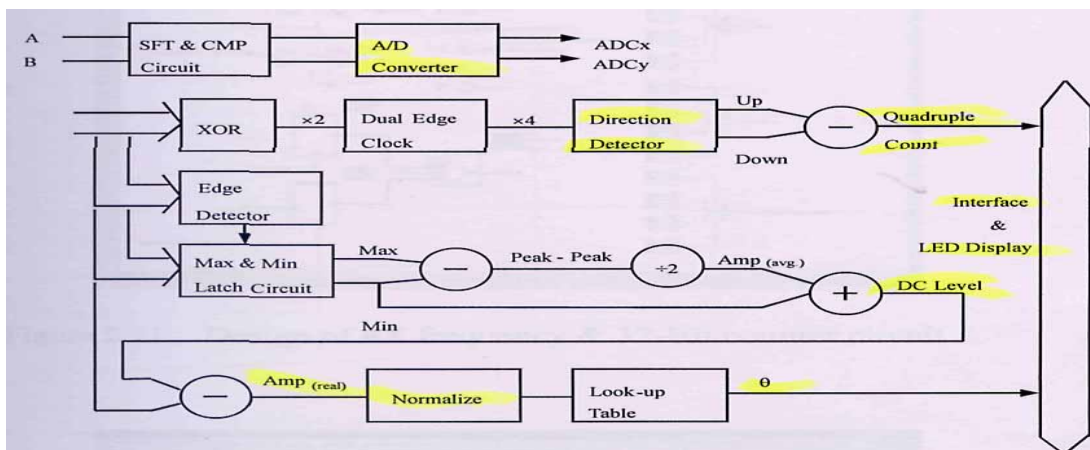 A
B
SFT & CMP
Circuit
A/D
Converter
ADCx
ADCy
XOR
×2
Dual Edge
Clock
×4
Direction
Detector
Up
Down
−
Quadruple
Count
Edge
Detector
Interface
&
LED Display
Max & Min
Latch Circuit
Max
Min
−
Peak - Peak
÷2
Amp (avg.)
+
DC Level
−
Amp (real)
Normalize
Look-up
Table
θ